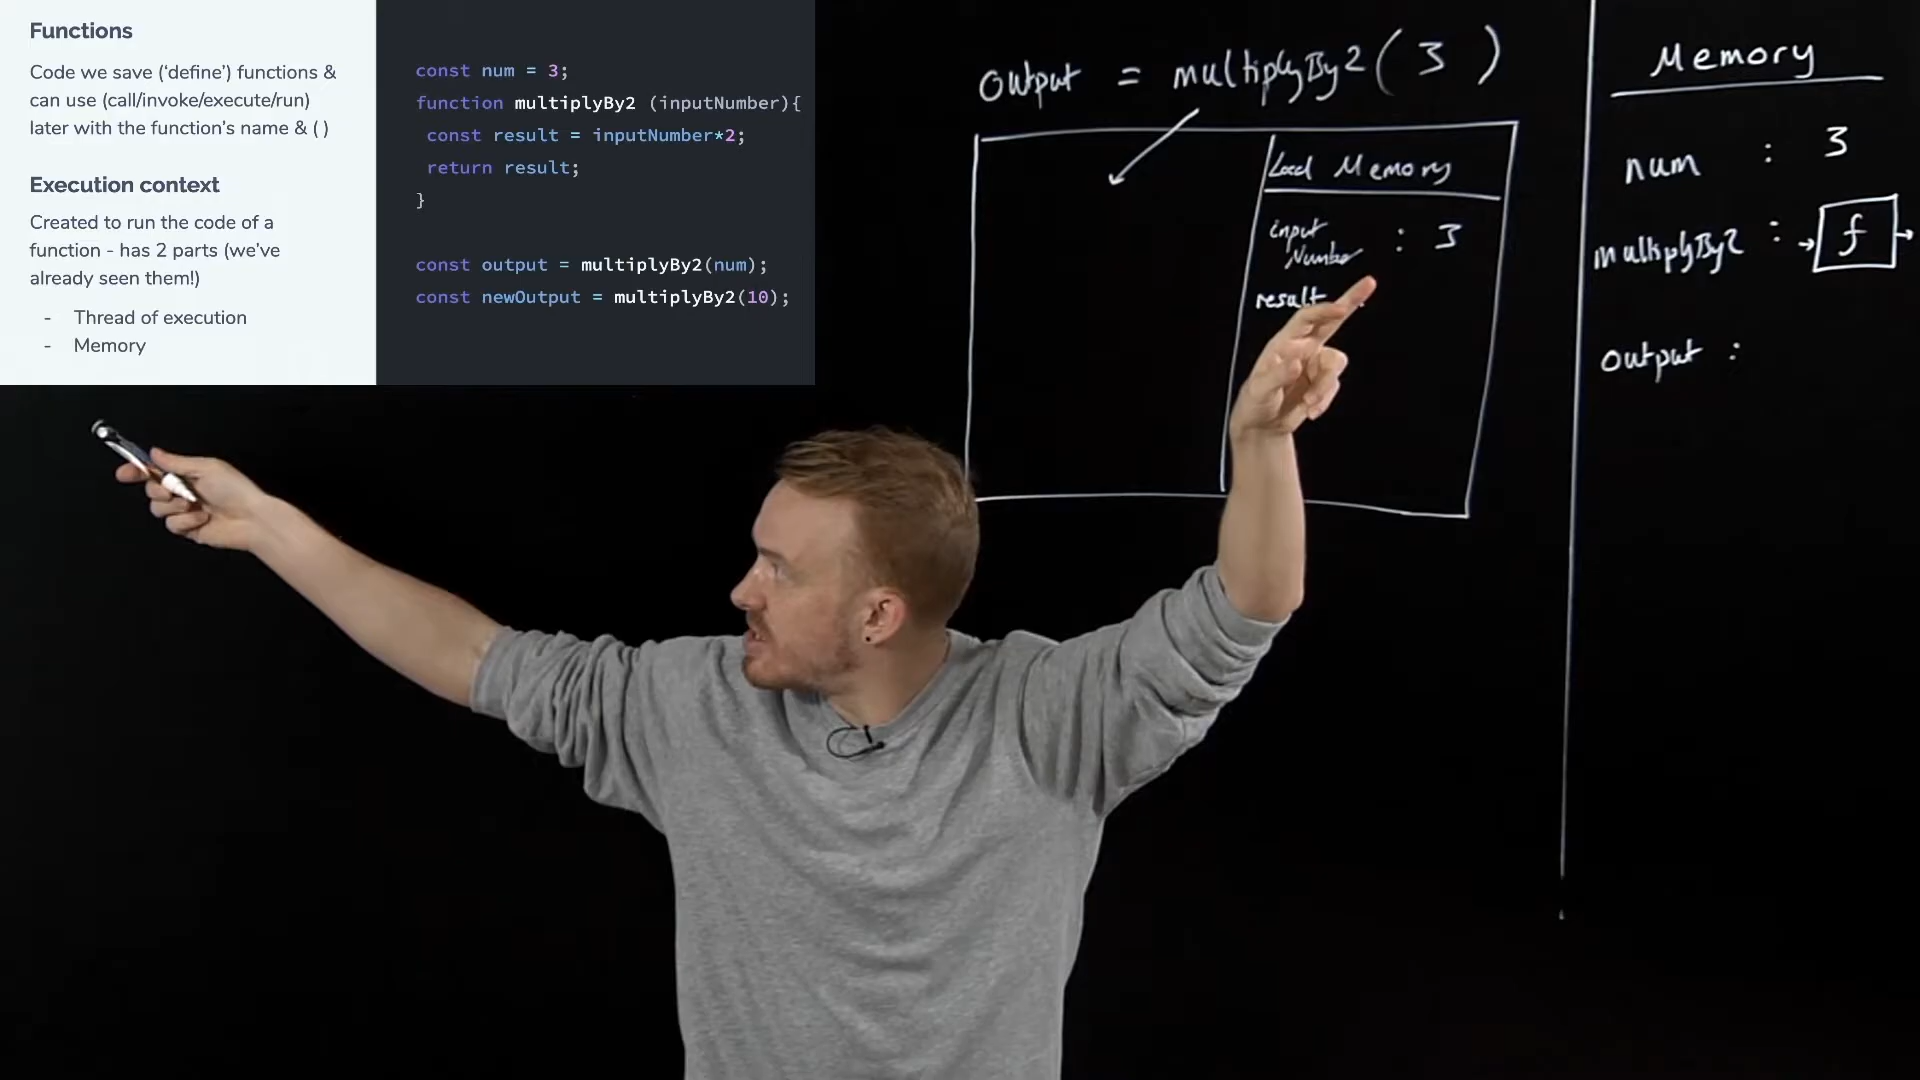 Functions
Code we save (‘define’) functions &
can use (call/invoke/execute/run)
later with the function’s name & ( )
Execution context
Created to run the code of a
function - has 2 parts (we’ve
already seen them!)
- Thread of execution
- Memory
const num = 3;
function multiplyBy2 (inputNumber){
const result = inputNumber*2;
return result;
}
const output = multiplyBy2(num);
const newOutput = multiplyBy2(10);
output = multiplyBy2 ( 3 )
Local Memory
input
Number : 3
result
Memory
num : 3
multiplyBy2 : f
output :